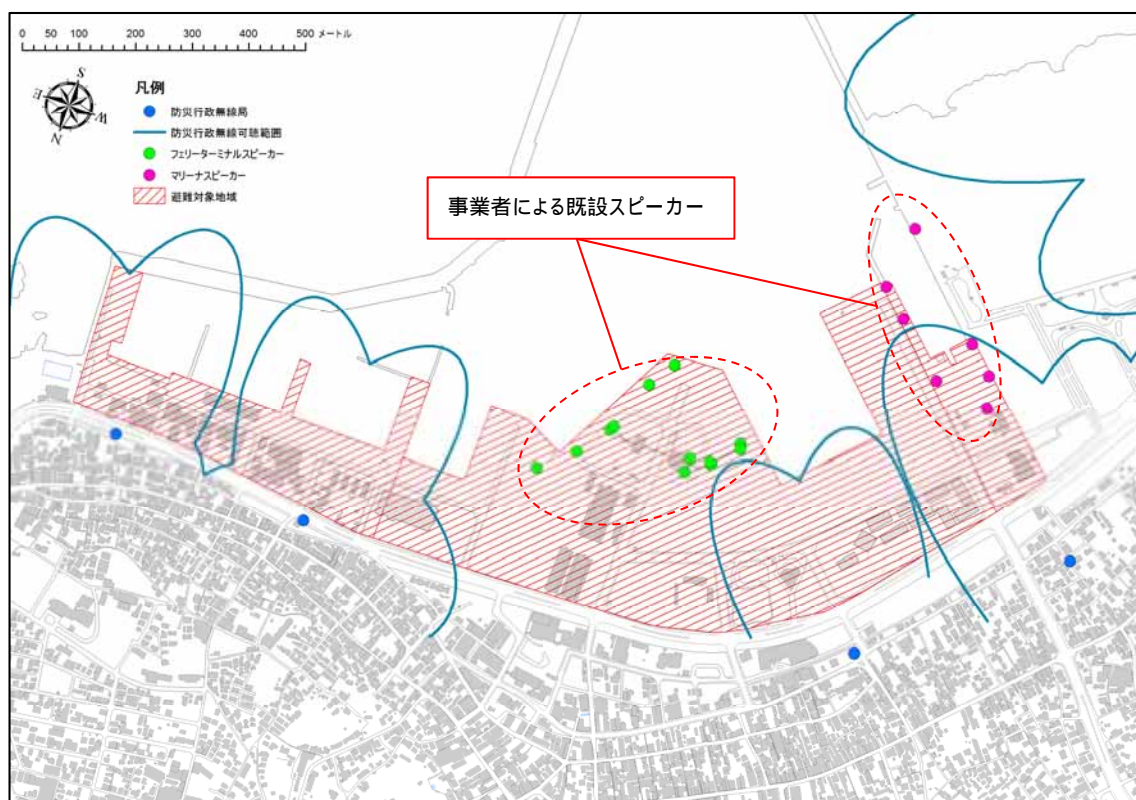 0 50 100 200 300 400 500 メートル
S
E
W
N
凡例
防災行政無線局
防災行政無線可聴範囲
フェリーターミナルスピーカー
マリーナスピーカー
避難対象地域
事業者による既設スピーカー